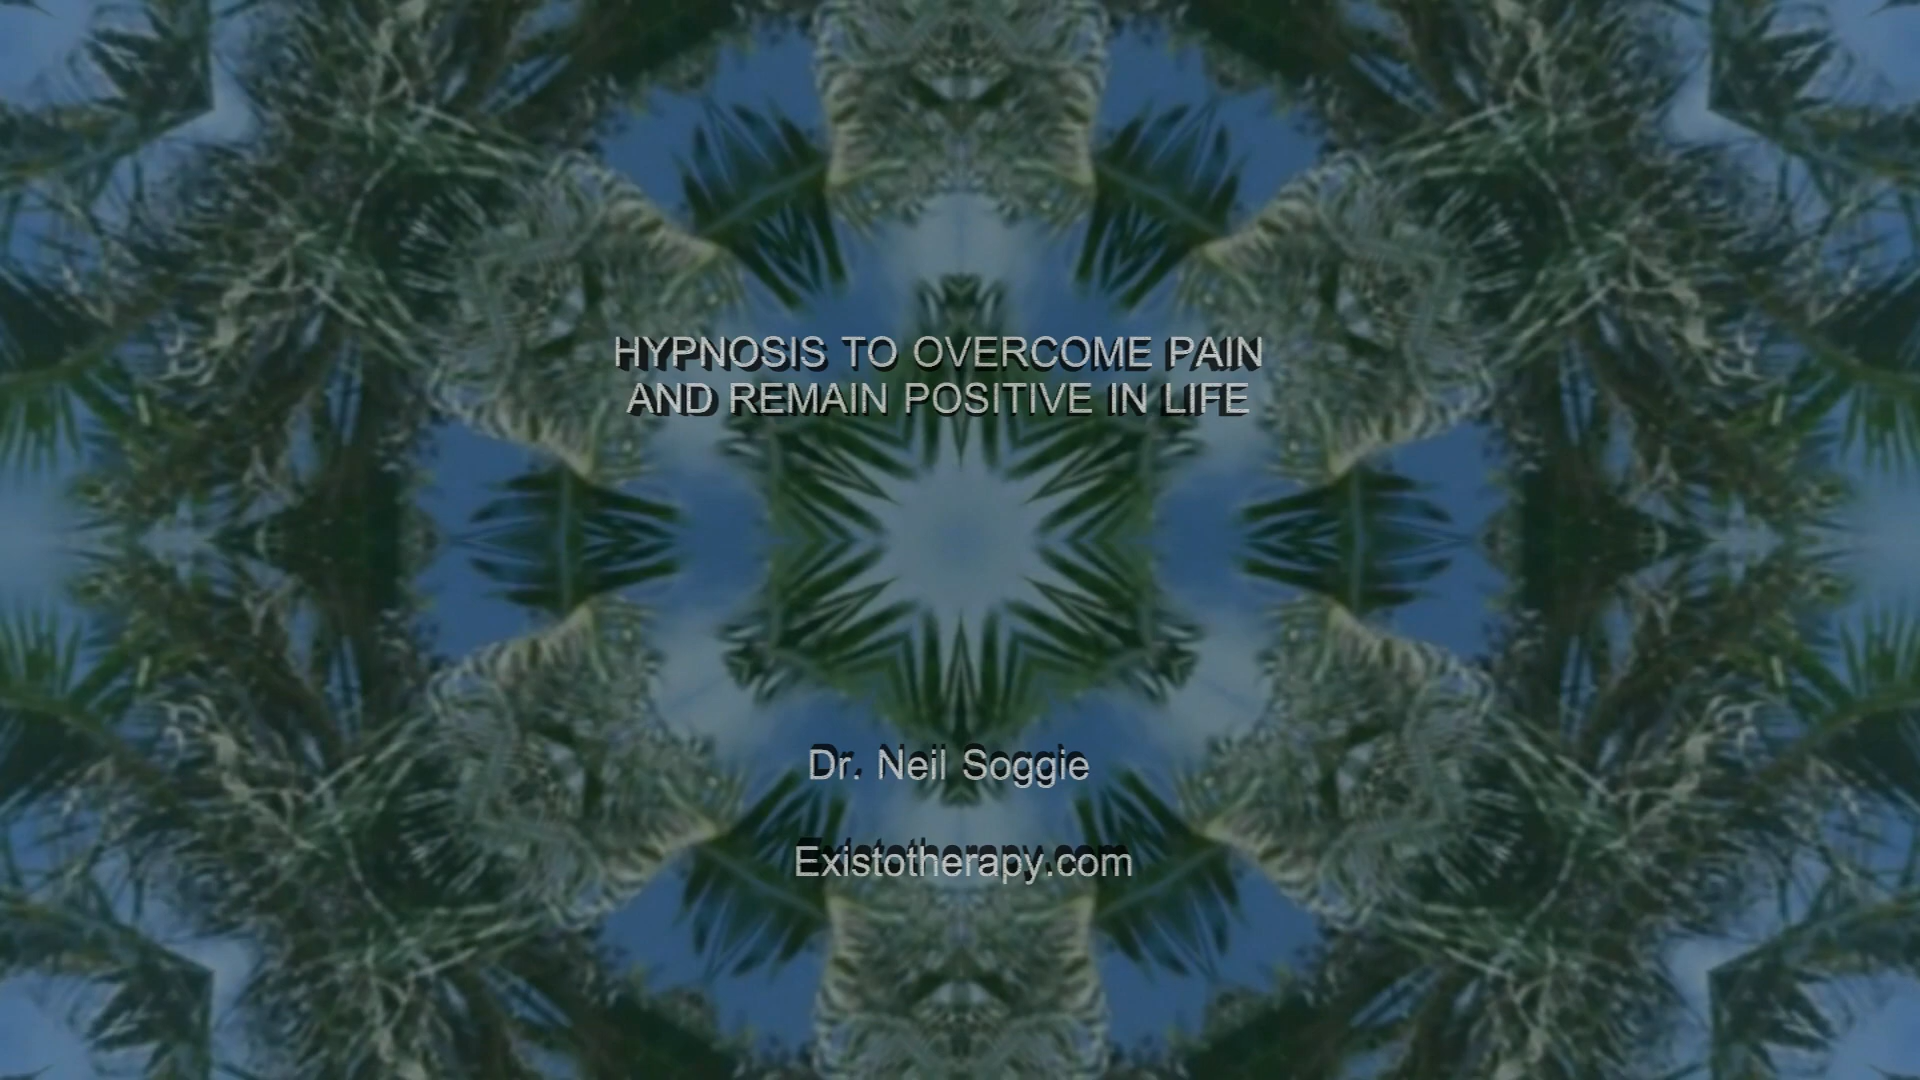 HYPNOSIS TO OVERCOME PAIN
AND REMAIN POSITIVE IN LIFE
Dr. Neil Soggie
Existotherapy.com